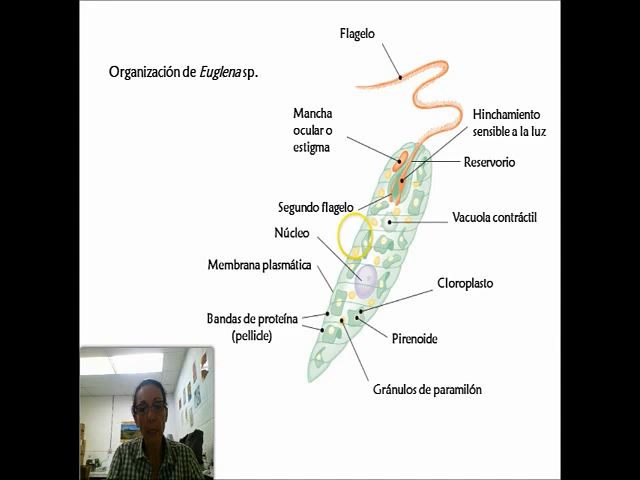 Flagelo
Organización de Euglena sp.
Mancha
ocular o
estigma
Hinchamiento
sensible a la luz
Reservorio
Segundo flagelo
Vacuola contráctil
Núcleo
Membrana plasmática
Cloroplasto
Bandas de proteína
(pellicle)
Pirenoide
Gránulos de paramilón